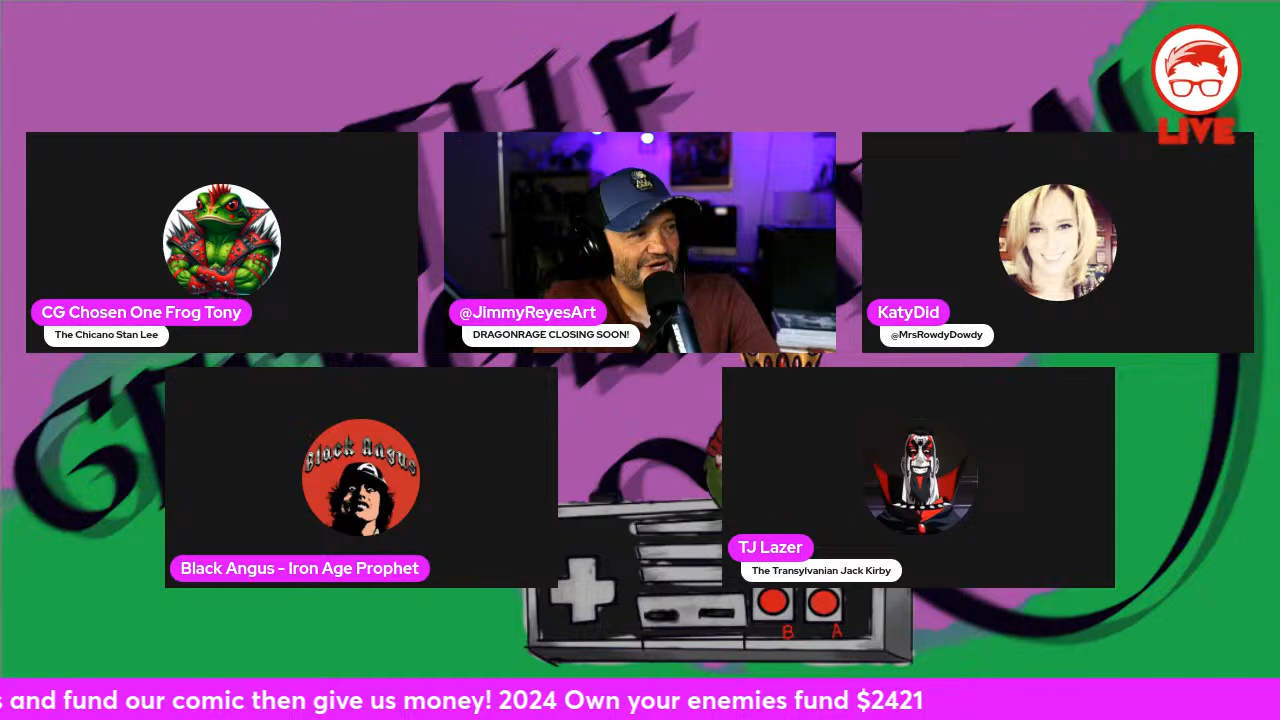 THE
LIVE
CG Chosen One Frog Tony
The Chicano Stan Lee
@JimmyReyesArt
DRAGONRAGE CLOSING SOON!
KatyDid
@MrsRowdyDowdy
Black Angus
Black Angus - Iron Age Prophet
TJ Lazer
The Transylvanian Jack Kirby
B A
and fund our comic then give us money! 2024 Own your enemies fund $2421